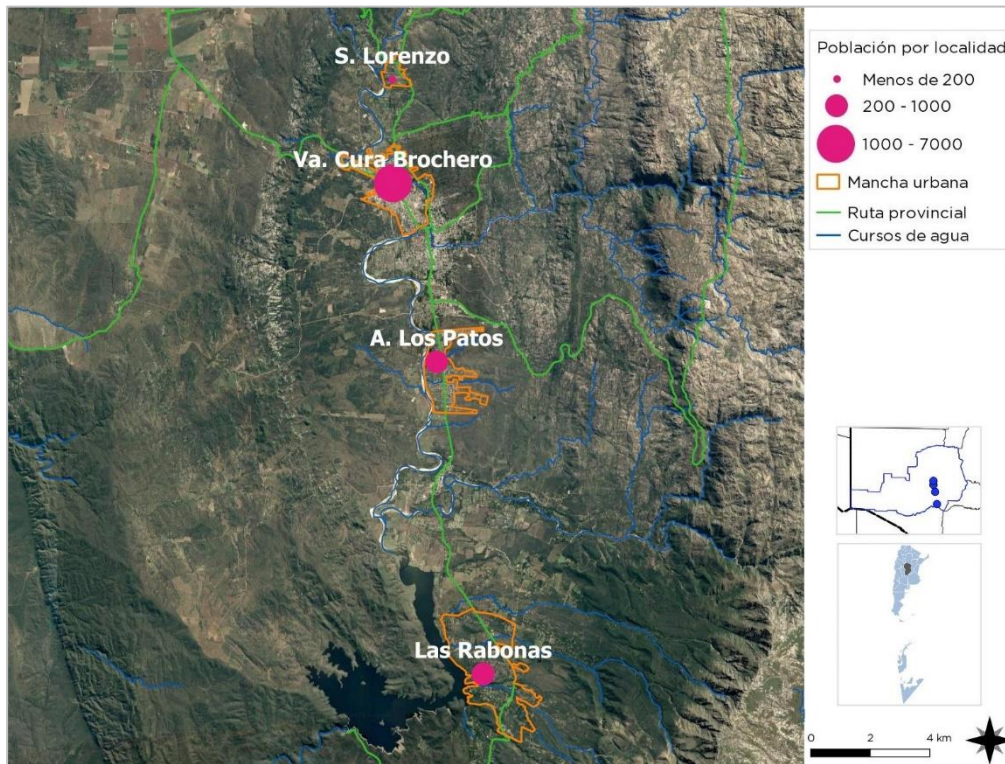 S. Lorenzo
Va. Cura Brochero
A. Los Patos
Las Rabonas
Población por localidad
Menos de 200
200 - 1000
1000 - 7000
Mancha urbana
Ruta provincial
Cursos de agua
0 2 4 km